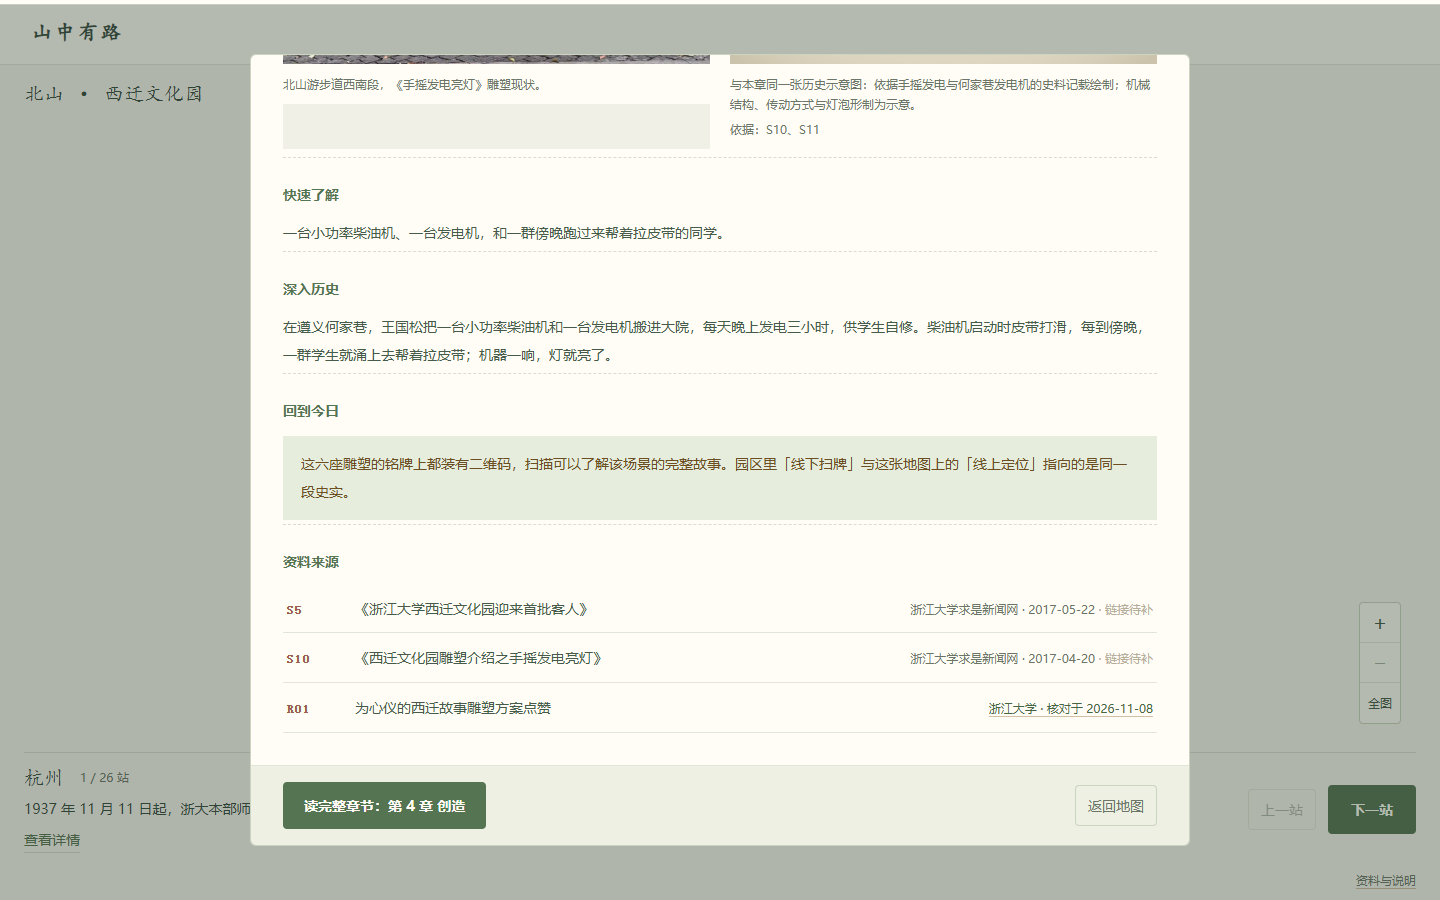 山中有路
北山 • 西迁文化园
北山游步道西南段，《手摇发电亮灯》雕塑现状。
与本章同一张历史示意图：依据手摇发电与何家巷发电机的史料记载绘制；机械
结构、传动方式与灯泡形制为示意。
依据：S10、S11
快速了解
一台小功率柴油机、一台发电机，和一群傍晚跑过来帮着拉皮带的同学。
深入历史
在遵义何家巷，王国松把一台小功率柴油机和一台发电机搬进大院，每天晚上发电三小时，供学生自修。柴油机启动时皮带打滑，每到傍晚，
一群学生就涌上去帮着拉皮带；机器一响，灯就亮了。
回到今日
这六座雕塑的铭牌上都装有二维码，扫描可以了解该场景的完整故事。园区里「线下扫牌」与这张地图上的「线上定位」指向的是同一
段史实。
资料来源
S5 《浙江大学西迁文化园迎来首批客人》 浙江大学求是新闻网 · 2017-05-22 · 链接待补
S10 《西迁文化园雕塑介绍之手摇发电亮灯》 浙江大学求是新闻网 · 2017-04-20 · 链接待补
R01 为心仪的西迁故事雕塑方案点赞 浙江大学 · 核对于 2026-11-08
读完整章节：第 4 章 创造
返回地图
+
−
全图
杭州 1 / 26 站
1937 年 11 月 11 日起，浙大本部师
查看详情
上一站
下一站
资料与说明